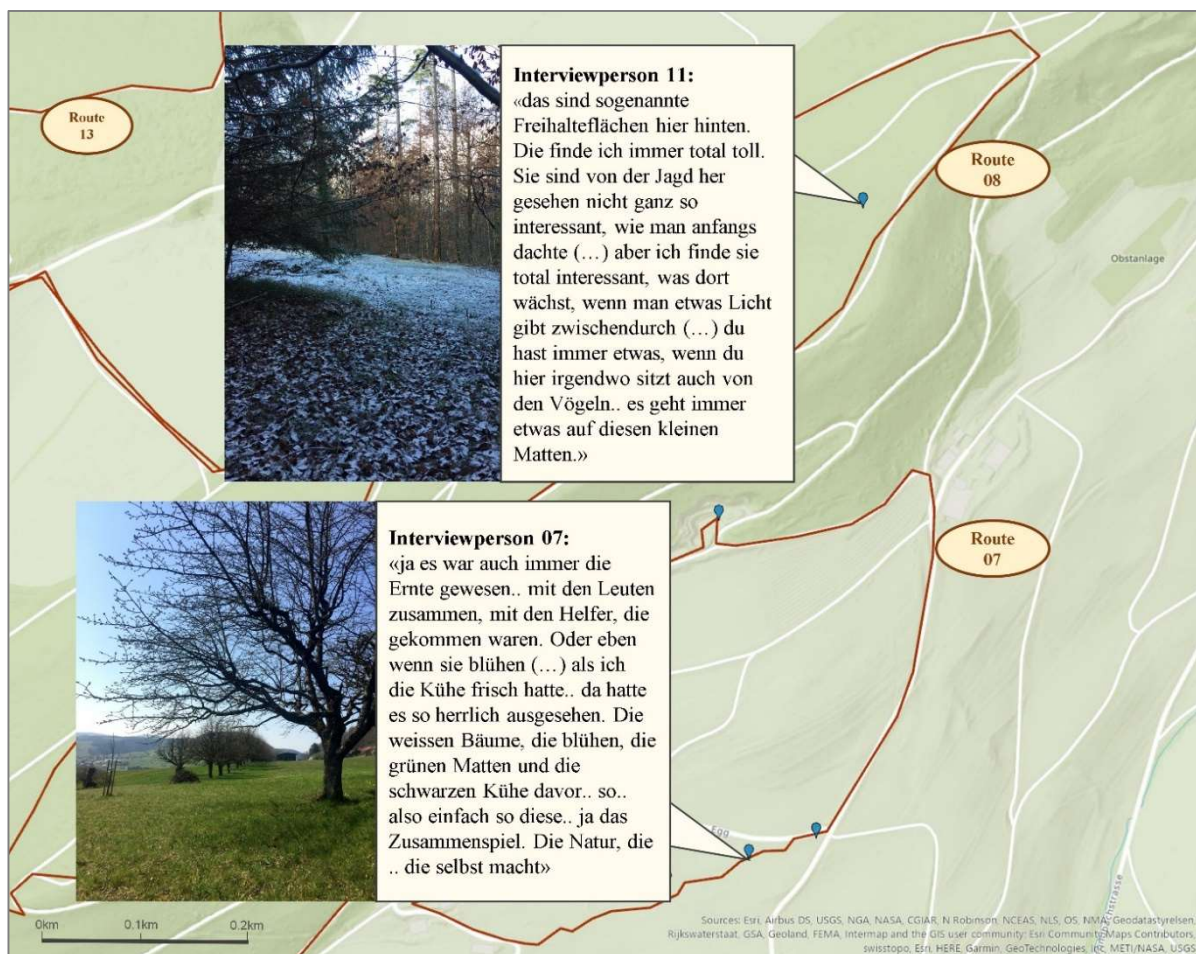 Route
13
Interviewperson 11:
«das sind sogenannte
Freihalteflächen hier hinten.
Die finde ich immer total toll.
Sie sind von der Jagd her
gesehen nicht ganz so
interessant, wie man anfangs
dachte (…) aber ich finde sie
total interessant, was dort
wächst, wenn man etwas Licht
gibt zwischendurch (…) du
hast immer etwas, wenn du
hier irgendwo sitzt auch von
den Vögeln.. es geht immer
etwas auf diesen kleinen
Matten.»
Route
08
Obstanlage
Interviewperson 07:
«ja es war auch immer die
Ernte gewesen.. mit den Leuten
zusammen, mit den Helfer, die
gekommen waren. Oder eben
wenn sie blühen (…) als ich
die Kühe frisch hatte.. da hatte
es so herrlich ausgesehen. Die
weissen Bäume, die blühen, die
grünen Matten und die
schwarzen Kühe davor.. so..
also einfach so diese.. ja das
Zusammenspiel. Die Natur, die
.. die selbst macht»
Route
07
Egg
0km 0.1km 0.2km
Sources: Esri, Airbus DS, USGS, NGA, NASA, CGIAR, N Robinson, NCEAS, NLS, OS, NMA, Geodatastyrelsen,
Rijkswaterstaat, GSA, Geoland, FEMA, Intermap and the GIS user community; Esri Community Maps Contributors,
swisstopo, Esri, HERE, Garmin, GeoTechnologies, Inc, METI/NASA, USGS